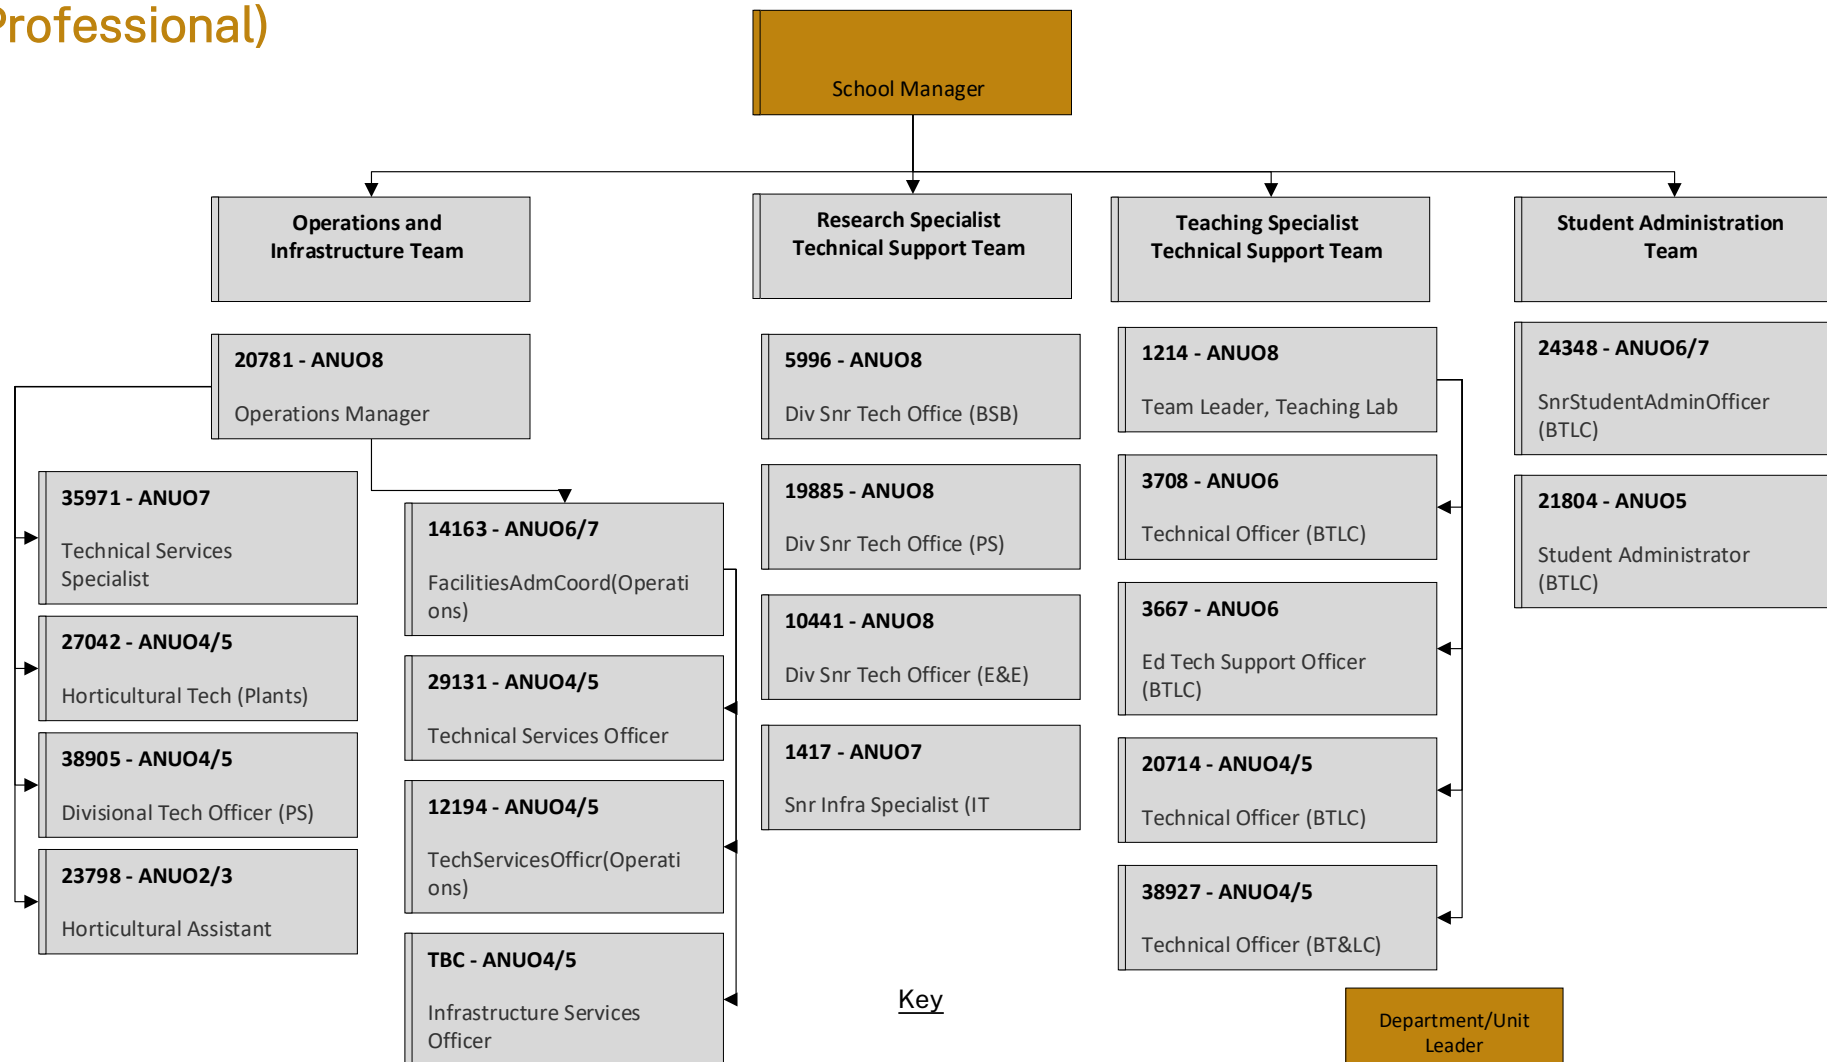 Professional)
School Manager
Operations and
Infrastructure Team
Research Specialist
Technical Support Team
Teaching Specialist
Technical Support Team
Student Administration
Team
20781 - ANUO8
Operations Manager
35971 - ANUO7
Technical Services
Specialist
27042 - ANUO4/5
Horticultural Tech (Plants)
38905 - ANUO4/5
Divisional Tech Officer (PS)
23798 - ANUO2/3
Horticultural Assistant
14163 - ANUO6/7
FacilitiesAdmCoord(Operati
ons)
29131 - ANUO4/5
Technical Services Officer
12194 - ANUO4/5
TechServicesOfficr(Operati
ons)
TBC - ANUO4/5
Infrastructure Services
Officer
5996 - ANUO8
Div Snr Tech Office (BSB)
19885 - ANUO8
Div Snr Tech Office (PS)
10441 - ANUO8
Div Snr Tech Officer (E&E)
1417 - ANUO7
Snr Infra Specialist (IT
1214 - ANUO8
Team Leader, Teaching Lab
3708 - ANUO6
Technical Officer (BTLC)
3667 - ANUO6
Ed Tech Support Officer
(BTLC)
20714 - ANUO4/5
Technical Officer (BTLC)
38927 - ANUO4/5
Technical Officer (BT&LC)
24348 - ANUO6/7
SnrStudentAdminOfficer
(BTLC)
21804 - ANUO5
Student Administrator
(BTLC)
Key
Department/Unit
Leader